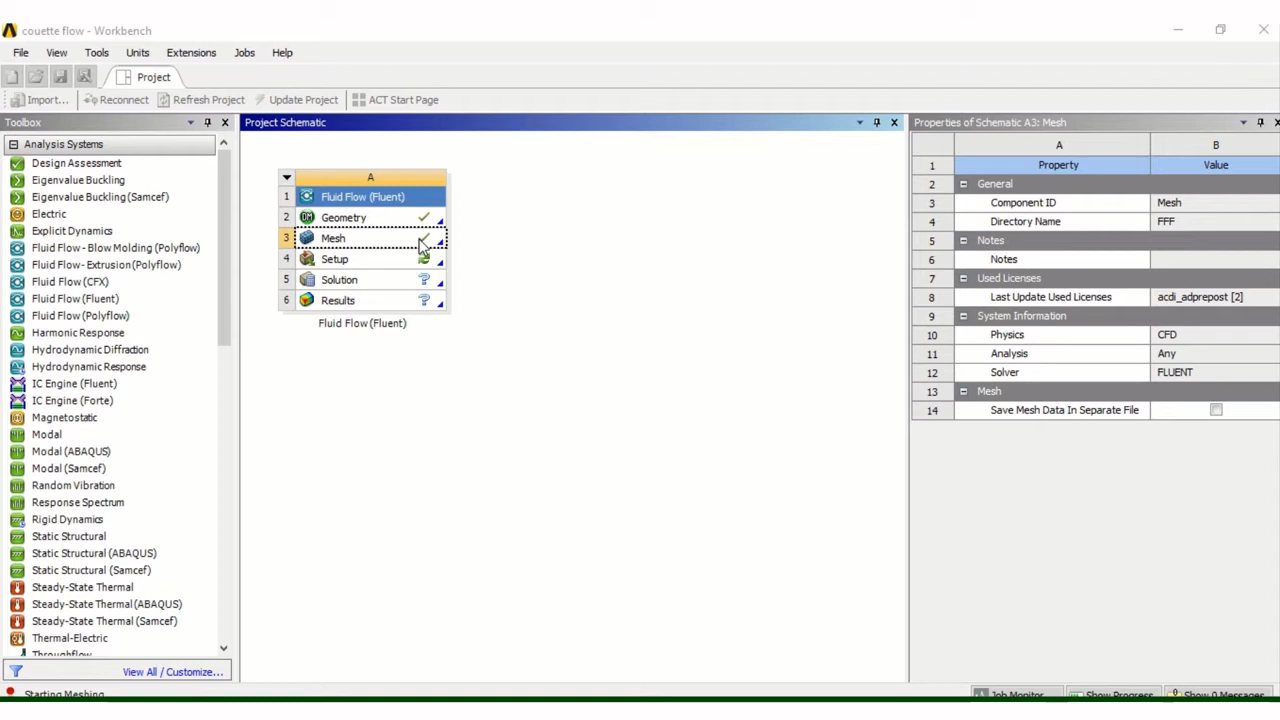 couette flow - Workbench
File View Tools Units Extensions Jobs Help
Project
Import... Reconnect Refresh Project Update Project ACT Start Page
Toolbox
Analysis Systems
Design Assessment
Eigenvalue Buckling
Eigenvalue Buckling (Samcef)
Electric
Explicit Dynamics
Fluid Flow - Blow Molding (Polyflow)
Fluid Flow - Extrusion (Polyflow)
Fluid Flow (CFX)
Fluid Flow (Fluent)
Fluid Flow (Polyflow)
Harmonic Response
Hydrodynamic Diffraction
Hydrodynamic Response
IC Engine (Fluent)
IC Engine (Forte)
Magnetostatic
Modal
Modal (ABAQUS)
Modal (Samcef)
Random Vibration
Response Spectrum
Rigid Dynamics
Static Structural
Static Structural (ABAQUS)
Static Structural (Samcef)
Steady-State Thermal
Steady-State Thermal (ABAQUS)
Steady-State Thermal (Samcef)
Thermal-Electric
Throughflow
View All / Customize...
Project Schematic
A
1 Fluid Flow (Fluent)
2 Geometry
3 Mesh
4 Setup
5 Solution ?
6 Results ?
Fluid Flow (Fluent)
Properties of Schematic A3: Mesh
A B
1 Property Value
2 General
3 Component ID Mesh
4 Directory Name FFF
5 Notes
6 Notes
7 Used Licenses
8 Last Update Used Licenses acdi_adprepost [2]
9 System Information
10 Physics CFD
11 Analysis Any
12 Solver FLUENT
13 Mesh
14 Save Mesh Data In Separate File
Starting Meshing
Job Monitor Show Progress Show 0 Messages